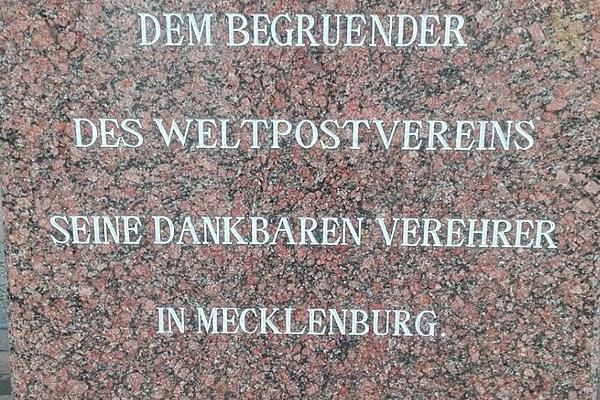 DEM BEGRUENDER
DES WELTPOSTVEREINS
SEINE DANKBAREN VEREHRER
IN MECKLENBURG.